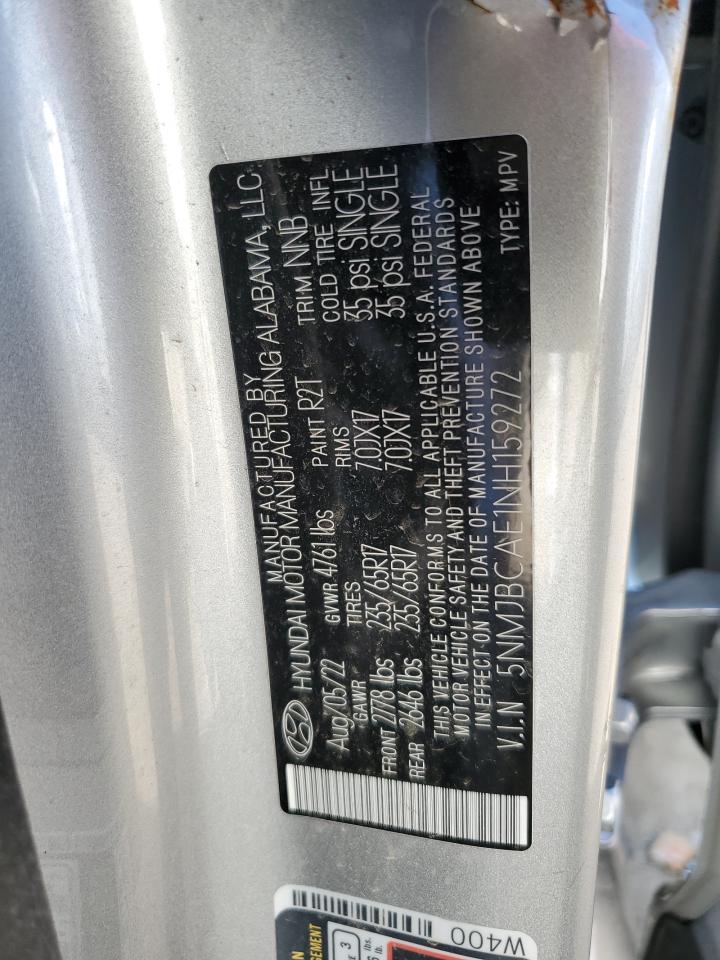 MANUFACTURED BY
HYUNDAI MOTOR MANUFACTURING ALABAMA, LLC
Aug/05/22 GVWR 4761 lbs PAINT R2T TRIM NNB
GAWR TIRES RIMS COLD TIRE INFL
FRONT 2778 lbs 235/65R17 7.0JX17 35 psi SINGLE
REAR 2646 lbs 235/65R17 7.0JX17 35 psi SINGLE
THIS VEHICLE CONFORMS TO ALL APPLICABLE U.S.A. FEDERAL
MOTOR VEHICLE SAFETY AND THEFT PREVENTION STANDARDS
IN EFFECT ON THE DATE OF MANUFACTURE SHOWN ABOVE
V.I.N 5NMJBCAE1NH159272 TYPE: MPV
GEMENT
3
lbs.
W400